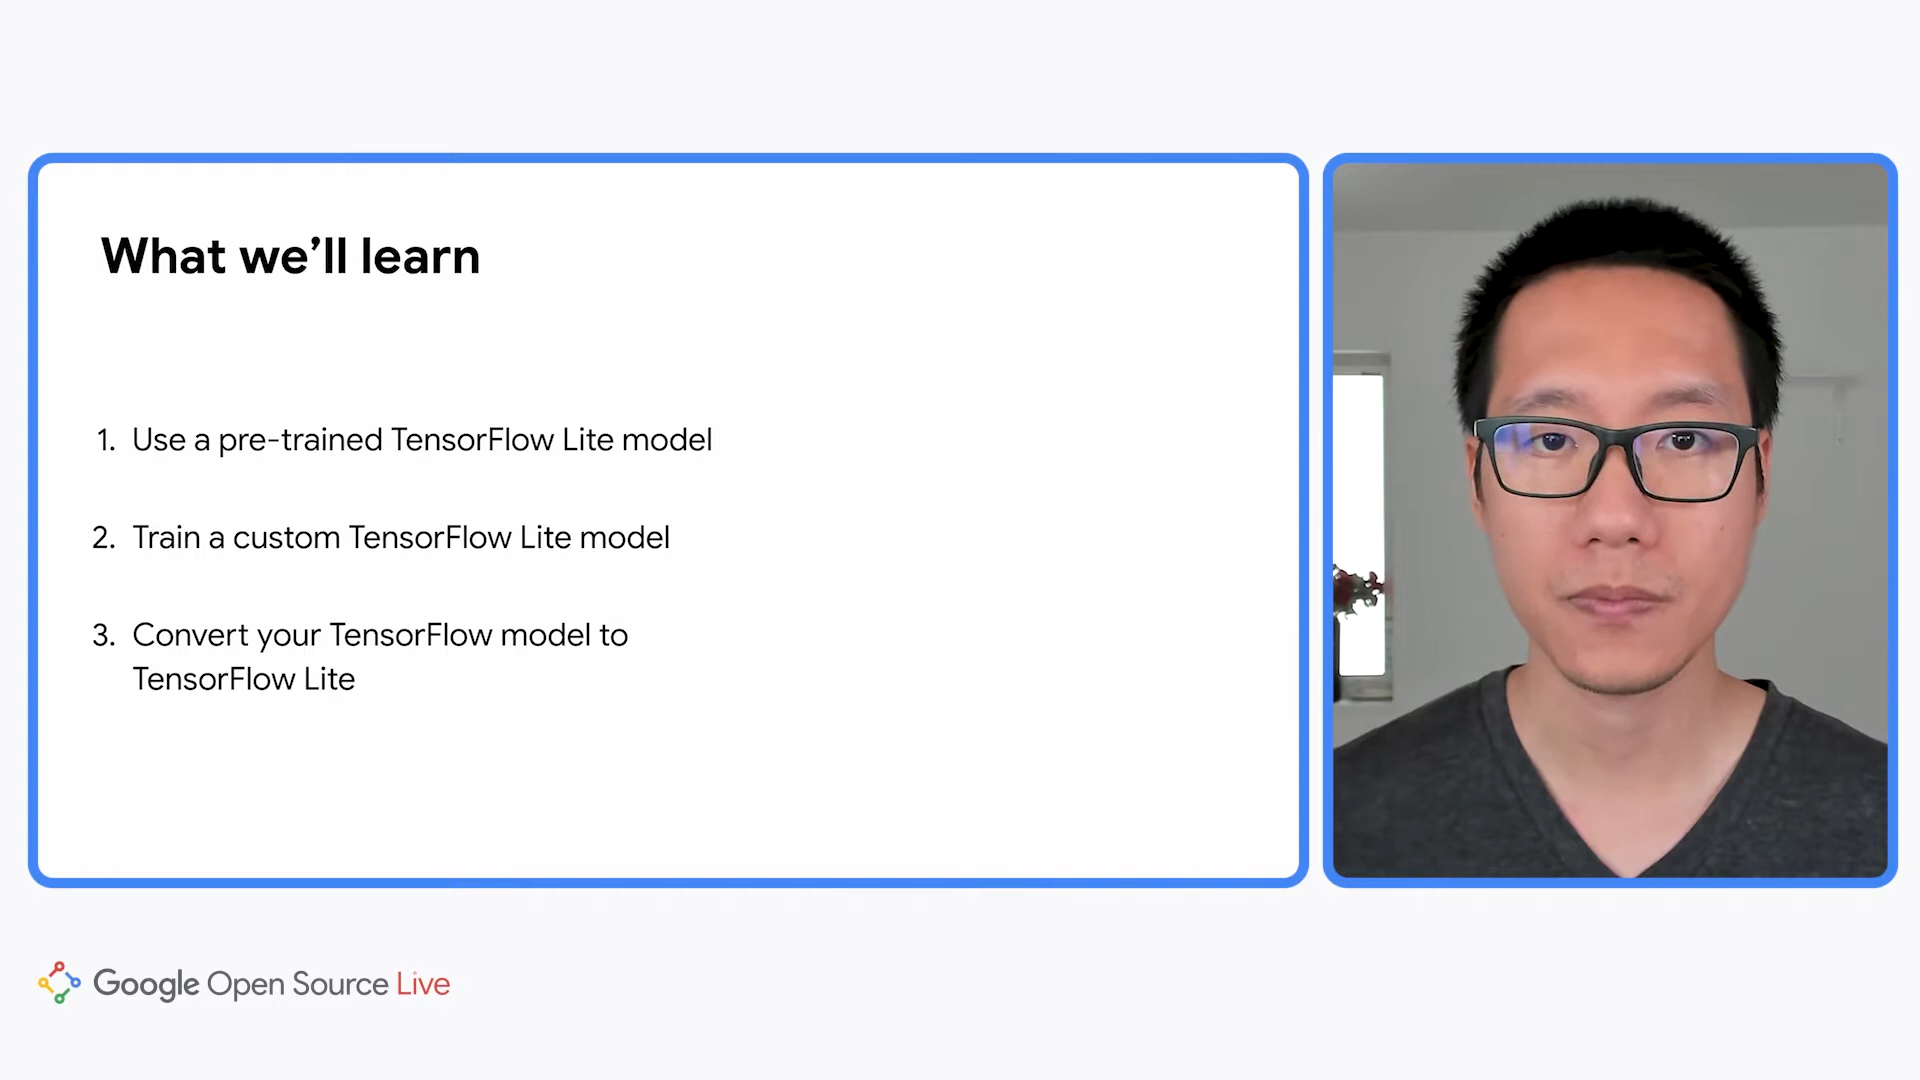 What we’ll learn
1. Use a pre-trained TensorFlow Lite model
2. Train a custom TensorFlow Lite model
3. Convert your TensorFlow model to
TensorFlow Lite
Google Open Source Live